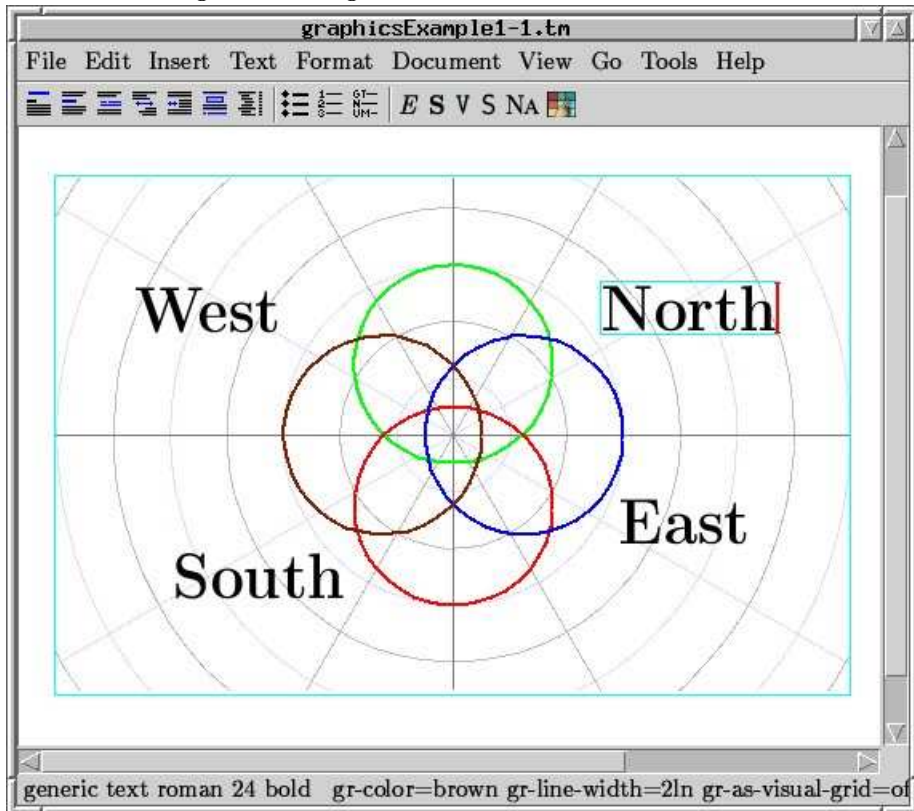 graphicsExample1-1.tm
File Edit Insert Text Format Document View Go Tools Help
E S V S NA
West North
East
South
generic text roman 24 bold gr-color=brown gr-line-width=2ln gr-as-visual-grid=of